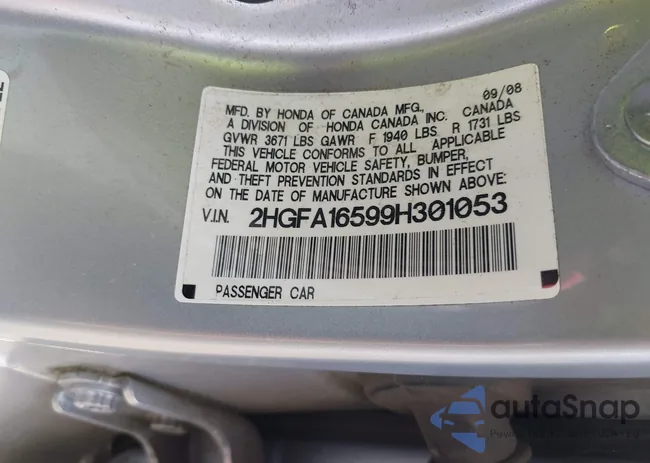 09/08
MFD. BY HONDA OF CANADA MFG,
A DIVISION OF HONDA CANADA INC. CANADA
GVWR 3671 LBS GAWR F 1940 LBS R 1731 LBS
THIS VEHICLE CONFORMS TO ALL APPLICABLE
FEDERAL MOTOR VEHICLE SAFETY, BUMPER,
AND THEFT PREVENTION STANDARDS IN EFFECT
ON THE DATE OF MANUFACTURE SHOWN ABOVE:
V.I.N. 2HGFA16599H301053
PASSENGER CAR
autoSnap